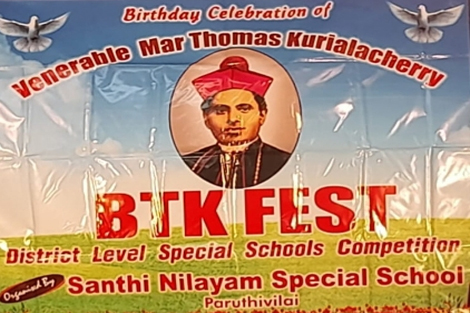 Birthday Celebration of
Venerable Mar Thomas Kurialacherry
BTK FEST
District Level Special Schools Competition
Organized By Santhi Nilayam Special School
Paruthivilai